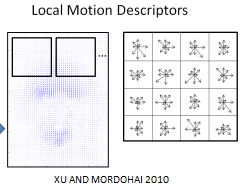 Local Motion Descriptors
...
XU AND MORDOHAI 2010